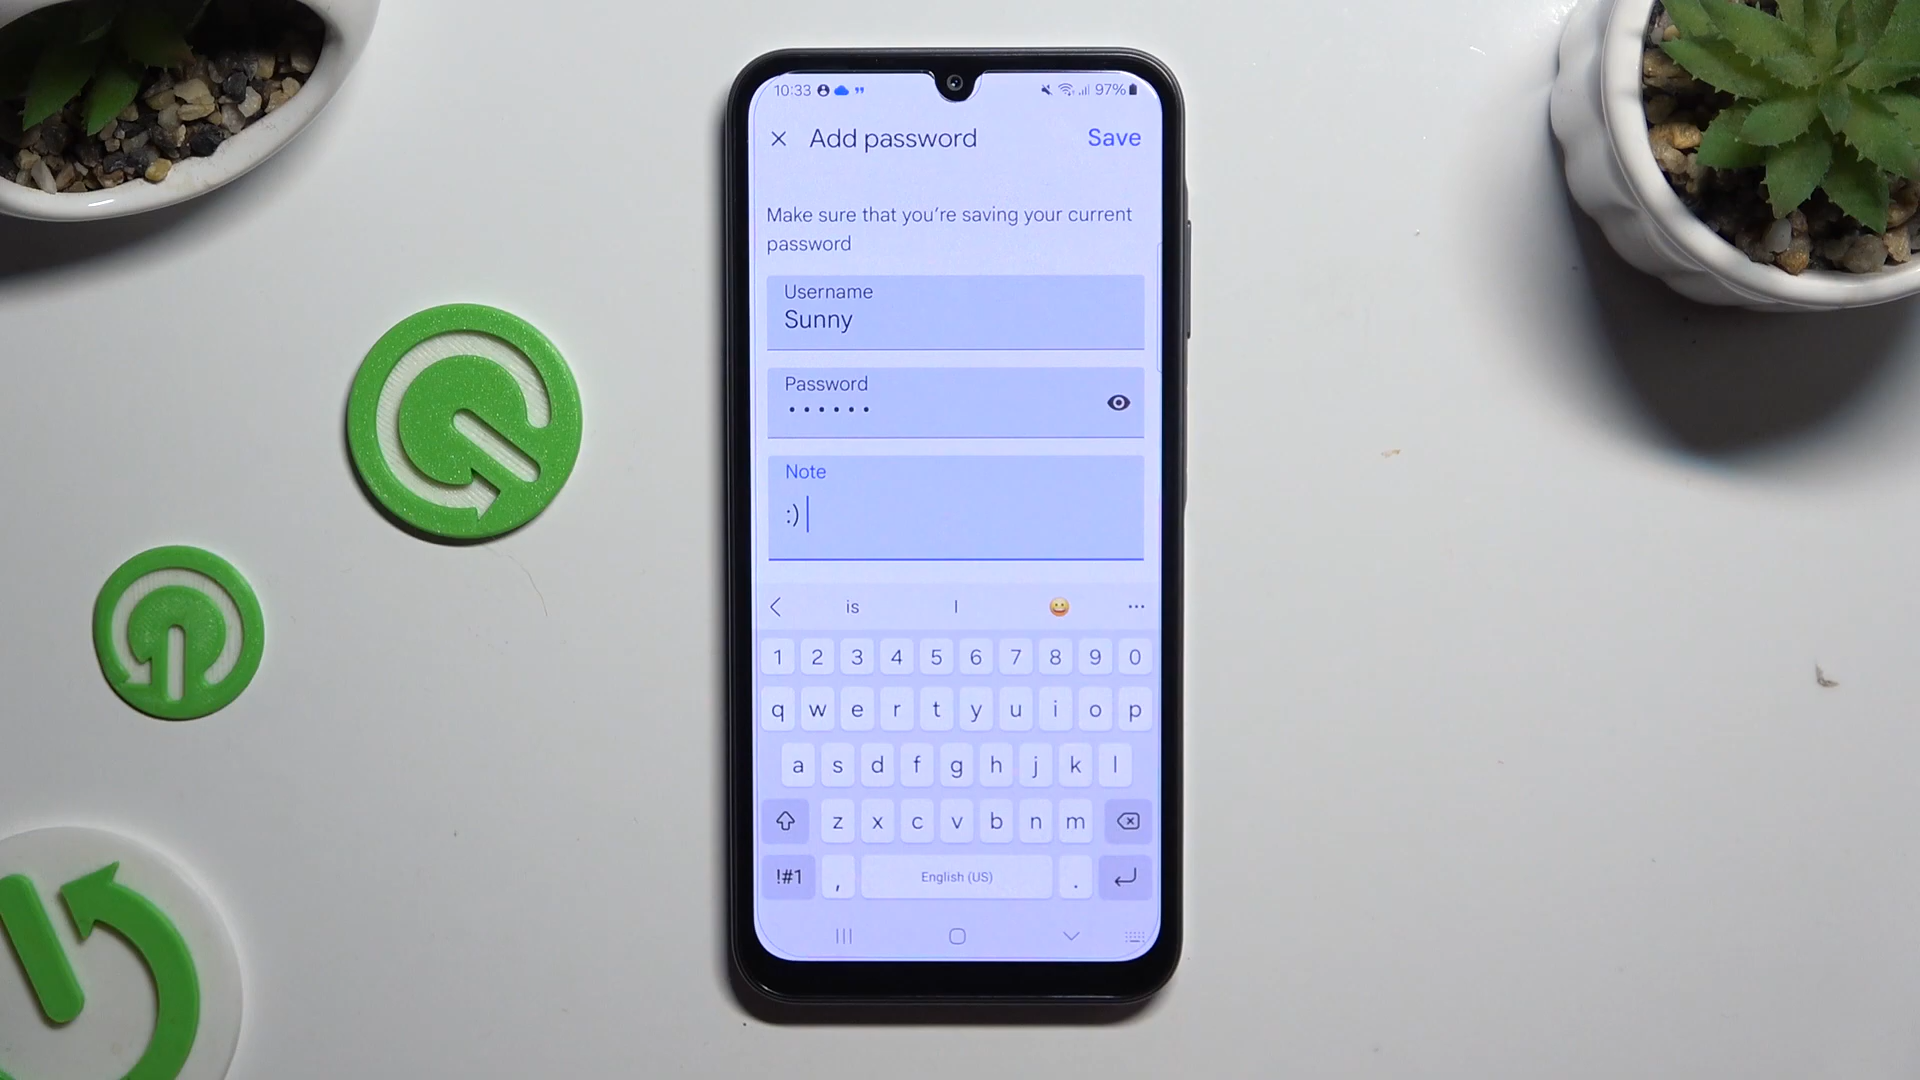 10:33 97%
Add password Save
Make sure that you're saving your current
password
Username
Sunny
Password
••••••
Note
:)
is I 😀 ···
1 2 3 4 5 6 7 8 9 0
q w e r t y u i o p
a s d f g h j k l
z x c v b n m
!#1 , English (US) .